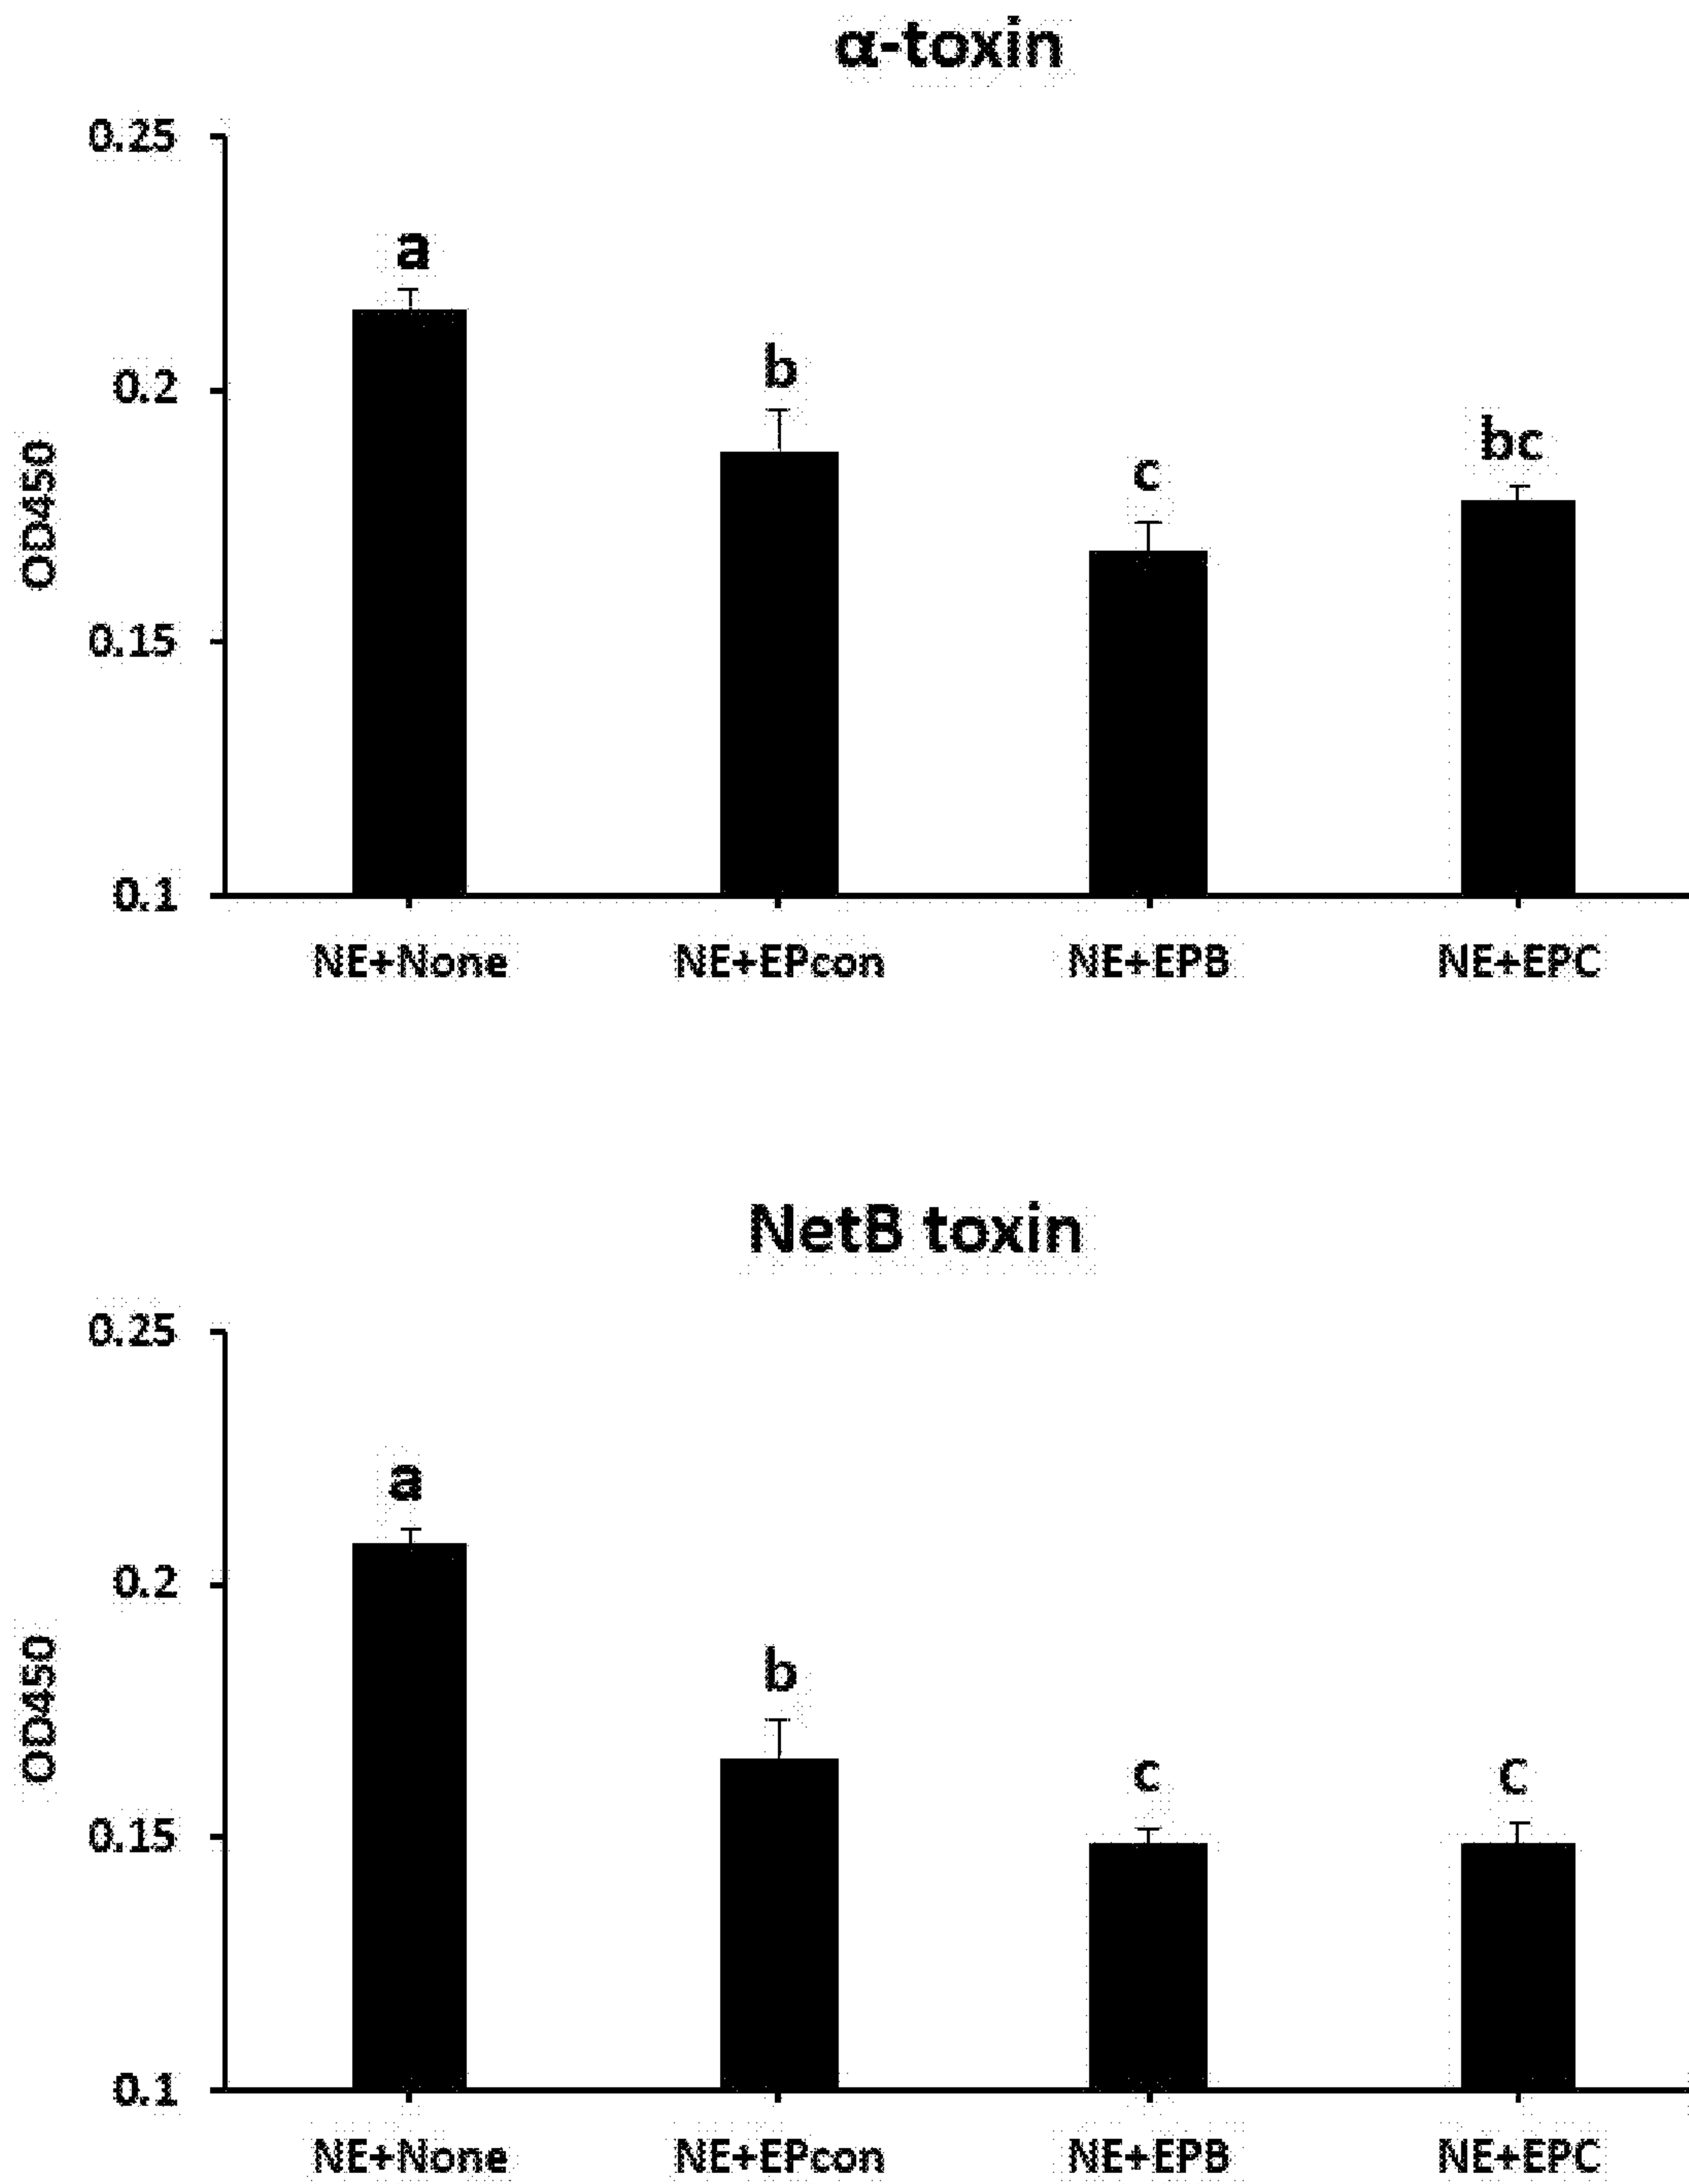 α-toxin
0.25
a
0.2
b
bc
c
OD450
0.15
0.1
NE+None NE+EPcon NE+EPB NE+EPC
NetB toxin
0.25
a
0.2
b
OD450
c c
0.15
0.1
NE+None NE+EPcon NE+EPB NE+EPC